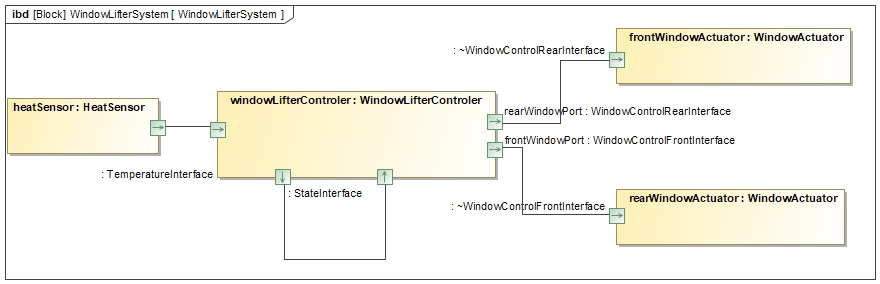 ibd [Block] WindowLifterSystem [ WindowLifterSystem ]
frontWindowActuator : WindowActuator
: ~WindowControlRearInterface
windowLifterControler : WindowLifterControler
heatSensor : HeatSensor
rearWindowPort : WindowControlRearInterface
frontWindowPort : WindowControlFrontInterface
: TemperatureInterface
: StateInterface
rearWindowActuator : WindowActuator
: ~WindowControlFrontInterface